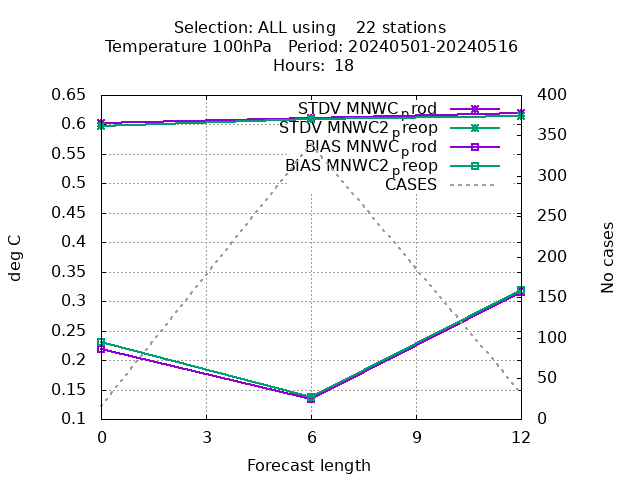 Selection: ALL using 22 stations
Temperature 100hPa Period: 20240501-20240516
Hours: 18
0.65
0.6
0.55
0.5
0.45
0.4
0.35
0.3
0.25
0.2
0.15
0.1
deg C
400
350
300
250
200
150
100
50
0
No cases
STDV MNWC_prod
STDV MNWC2_preop
BIAS MNWC_prod
BIAS MNWC2_preop
CASES
0 3 6 9 12
Forecast length